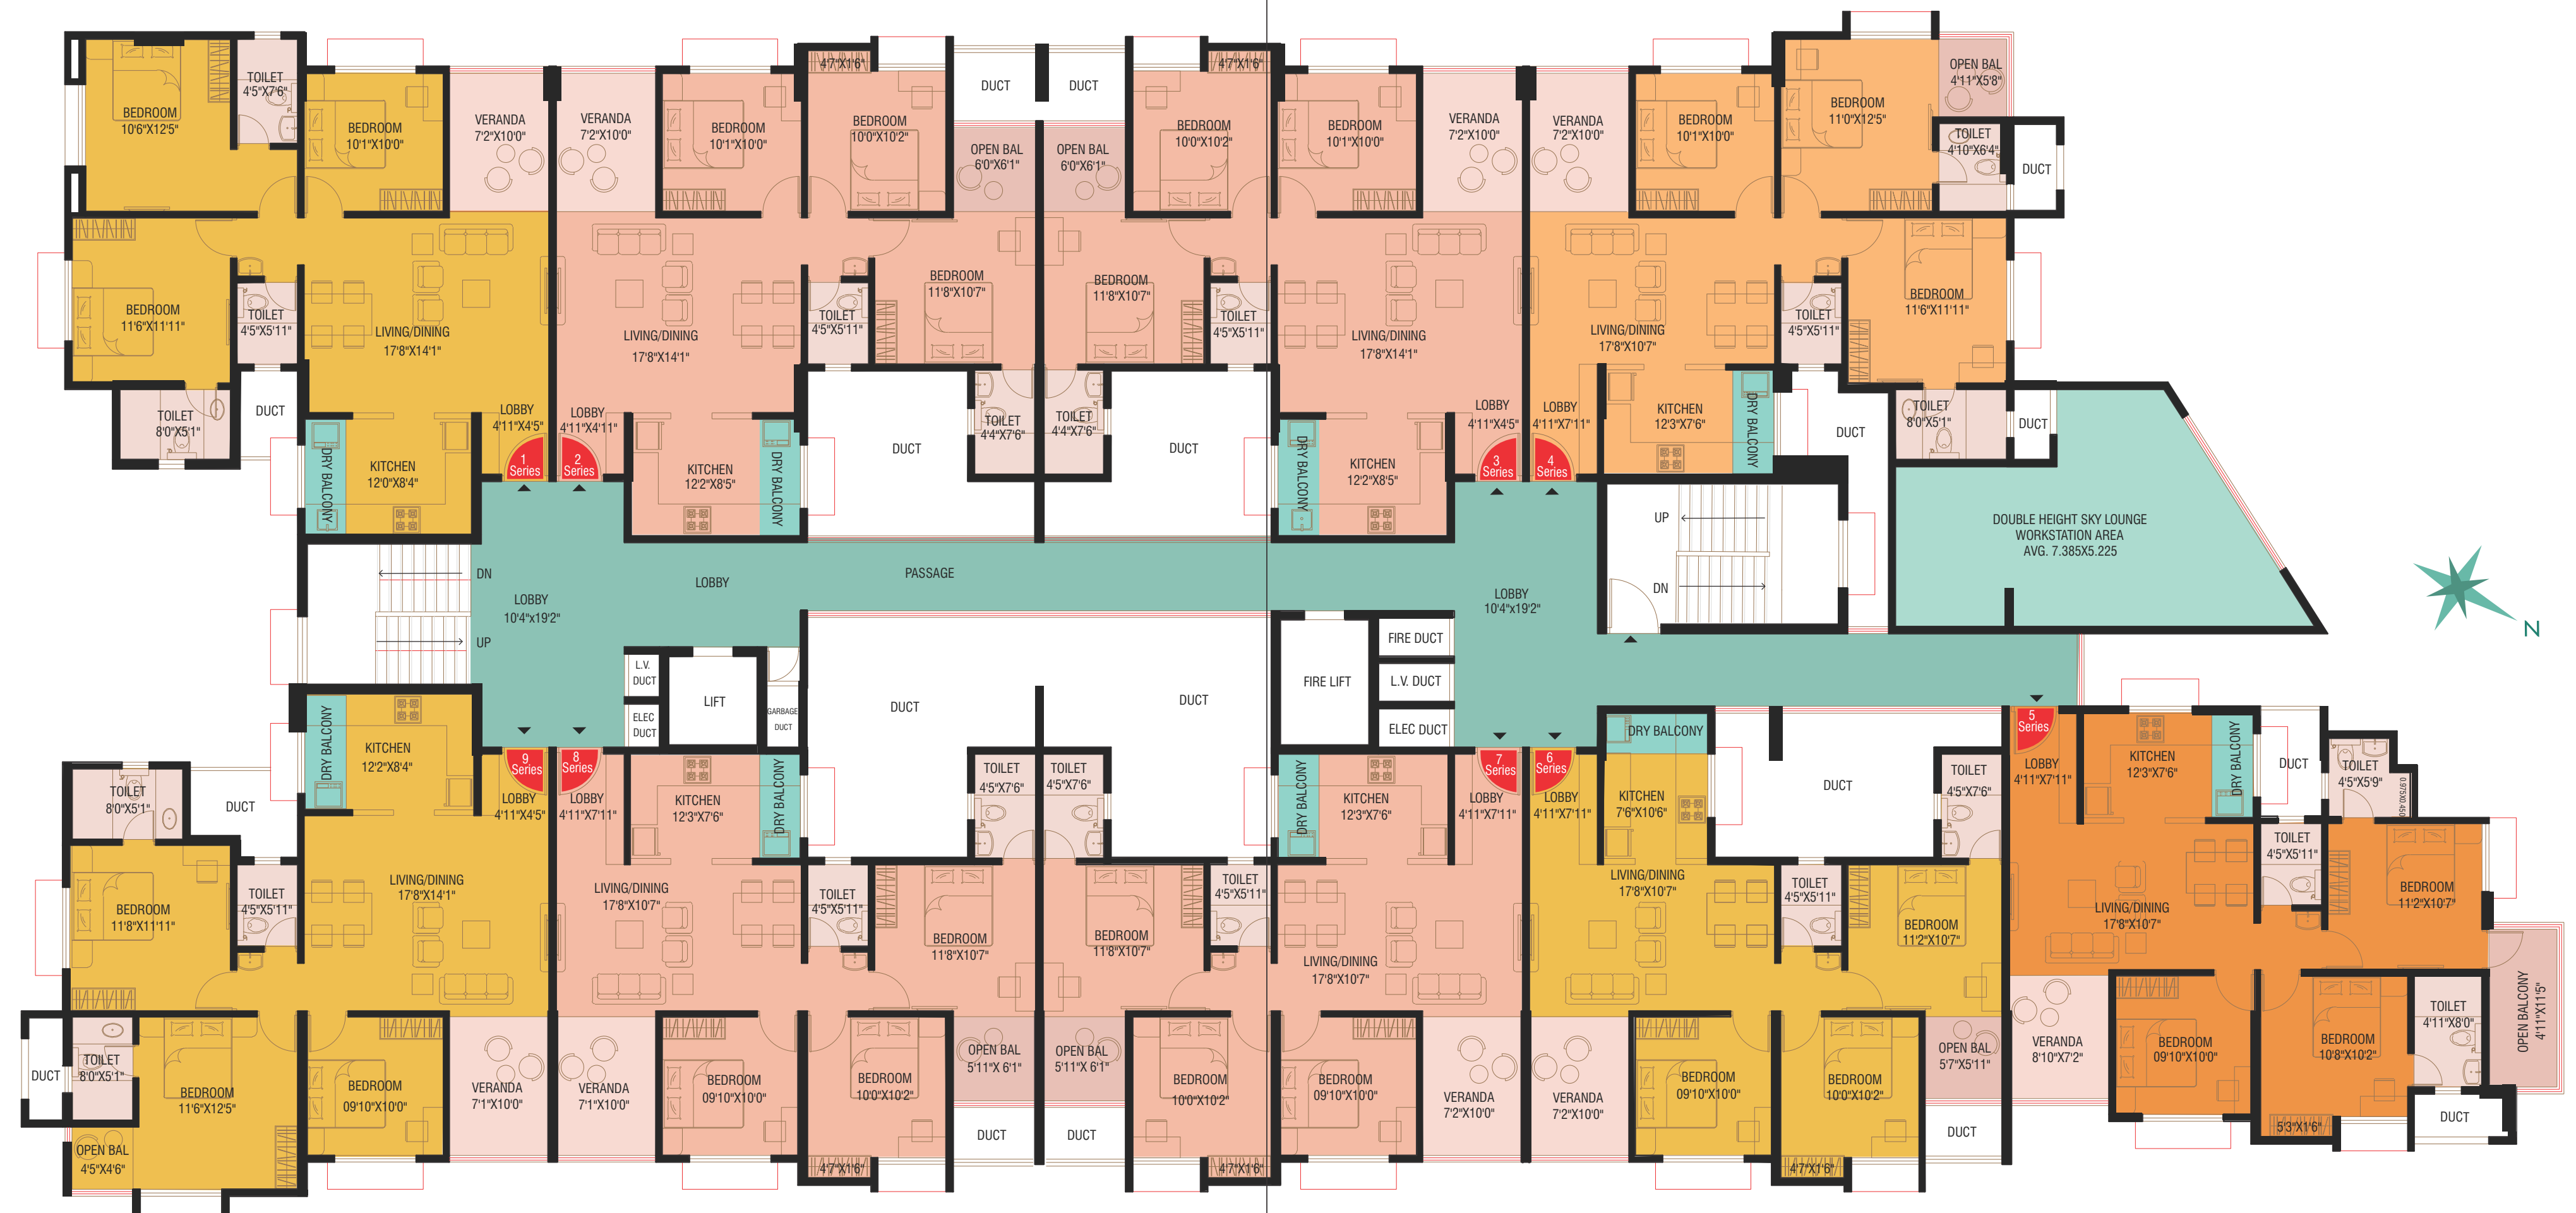 BEDROOM
10'6"X12'5"
TOILET
4'5"X7'6"
BEDROOM
10'1"X10'0"
VERANDA
7'2"X10'0"
BEDROOM
11'6"X11'11"
TOILET
4'5"X5'11"
LIVING/DINING
17'8"X14'1"
TOILET
8'0"X5'1"
DUCT
DRY BALCONY
KITCHEN
12'0"X8'4"
LOBBY
4'11"X4'5"
1
Series
VERANDA
7'2"X10'0"
BEDROOM
10'1"X10'0"
4'7"X1'6"
BEDROOM
10'0"X10'2"
DUCT
OPEN BAL
6'0"X6'1"
LIVING/DINING
17'8"X14'1"
TOILET
4'5"X5'11"
BEDROOM
11'8"X10'7"
LOBBY
4'11"X4'11"
2
Series
KITCHEN
12'2"X8'5"
DRY BALCONY
DUCT
TOILET
4'4"X7'6"
DUCT
OPEN BAL
6'0"X6'1"
4'7"X1'6"
BEDROOM
10'0"X10'2"
BEDROOM
10'1"X10'0"
VERANDA
7'2"X10'0"
BEDROOM
11'8"X10'7"
TOILET
4'5"X5'11"
LIVING/DINING
17'8"X14'1"
TOILET
4'4"X7'6"
DUCT
DRY BALCONY
KITCHEN
12'2"X8'5"
LOBBY
4'11"X4'5"
3
Series
VERANDA
7'2"X10'0"
BEDROOM
10'1"X10'0"
BEDROOM
11'0"X12'5"
OPEN BAL
4'11"X5'8"
TOILET
4'10"X6'4"
DUCT
LIVING/DINING
17'8"X10'7"
TOILET
4'5"X5'11"
BEDROOM
11'6"X11'11"
LOBBY
4'11"X7'11"
4
Series
KITCHEN
12'3"X7'6"
DRY BALCONY
DUCT
TOILET
8'0"X5'1"
DUCT
DOUBLE HEIGHT SKY LOUNGE
WORKSTATION AREA
AVG. 7.385X5.225
N
DN
UP
LOBBY
10'4"x19'2"
LOBBY
PASSAGE
LOBBY
10'4"x19'2"
UP
DN
L.V.
DUCT
ELEC
DUCT
LIFT
GARBAGE
DUCT
DUCT
DUCT
FIRE LIFT
FIRE DUCT
L.V. DUCT
ELEC DUCT
DRY BALCONY
KITCHEN
12'2"X8'4"
9
Series
LOBBY
4'11"X4'5"
TOILET
8'0"X5'1"
DUCT
BEDROOM
11'8"X11'11"
TOILET
4'5"X5'11"
LIVING/DINING
17'8"X14'1"
DUCT
TOILET
8'0"X5'1"
BEDROOM
11'6"X12'5"
OPEN BAL
4'5"X4'6"
BEDROOM
09'10"X10'0"
VERANDA
7'1"X10'0"
8
Series
LOBBY
4'11"X7'11"
KITCHEN
12'3"X7'6"
DRY BALCONY
TOILET
4'5"X7'6"
LIVING/DINING
17'8"X10'7"
TOILET
4'5"X5'11"
BEDROOM
11'8"X10'7"
VERANDA
7'1"X10'0"
BEDROOM
09'10"X10'0"
BEDROOM
10'0"X10'2"
4'7"X1'6"
OPEN BAL
5'11"X 6'1"
DUCT
TOILET
4'5"X7'6"
DRY BALCONY
KITCHEN
12'3"X7'6"
7
Series
LOBBY
4'11"X7'11"
BEDROOM
11'8"X10'7"
TOILET
4'5"X5'11"
LIVING/DINING
17'8"X10'7"
OPEN BAL
5'11"X 6'1"
DUCT
BEDROOM
10'0"X10'2"
4'7"X1'6"
BEDROOM
09'10"X10'0"
VERANDA
7'2"X10'0"
6
Series
LOBBY
4'11"X7'11"
DRY BALCONY
KITCHEN
7'6"X10'6"
DUCT
TOILET
4'5"X7'6"
LIVING/DINING
17'8"X10'7"
TOILET
4'5"X5'11"
BEDROOM
11'2"X10'7"
VERANDA
7'2"X10'0"
BEDROOM
09'10"X10'0"
BEDROOM
10'0"X10'2"
4'7"X1'6"
OPEN BAL
5'7"X5'11"
DUCT
5
Series
LOBBY
4'11"X7'11"
KITCHEN
12'3"X7'6"
DRY BALCONY
DUCT
TOILET
4'5"X5'9"
TOILET
4'5"X5'11"
BEDROOM
11'2"X10'7"
LIVING/DINING
17'8"X10'7"
VERANDA
8'10"X7'2"
BEDROOM
09'10"X10'0"
BEDROOM
10'8"X10'2"
5'3"X1'6"
TOILET
4'11"X8'0"
DUCT
OPEN BALCONY
4'11"X11'5"